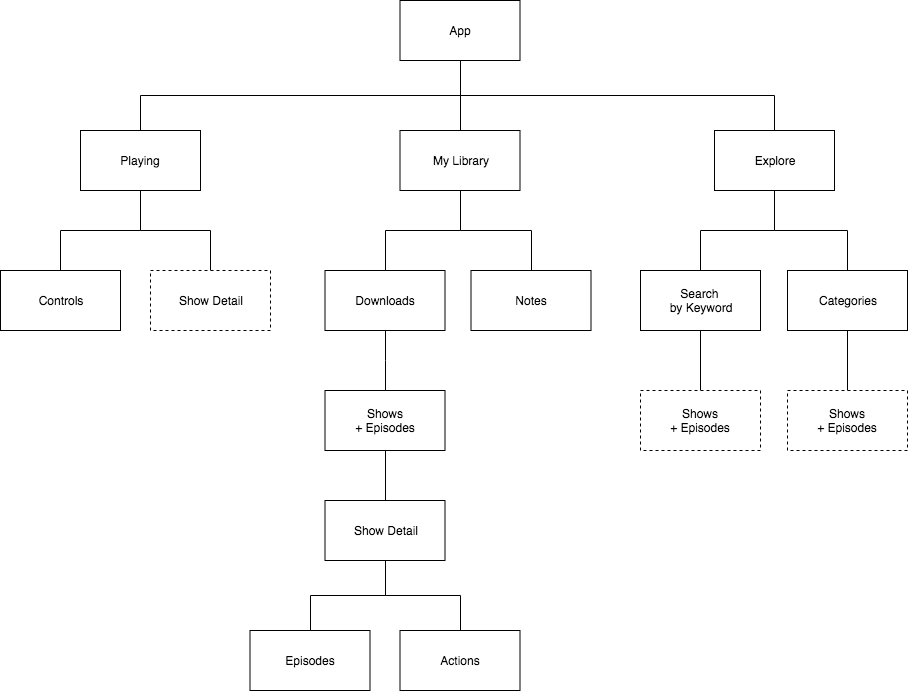 App
Playing
My Library
Explore
Controls
Show Detail
Downloads
Notes
Search
by Keyword
Categories
Shows
+ Episodes
Shows
+ Episodes
Shows
+ Episodes
Show Detail
Episodes
Actions